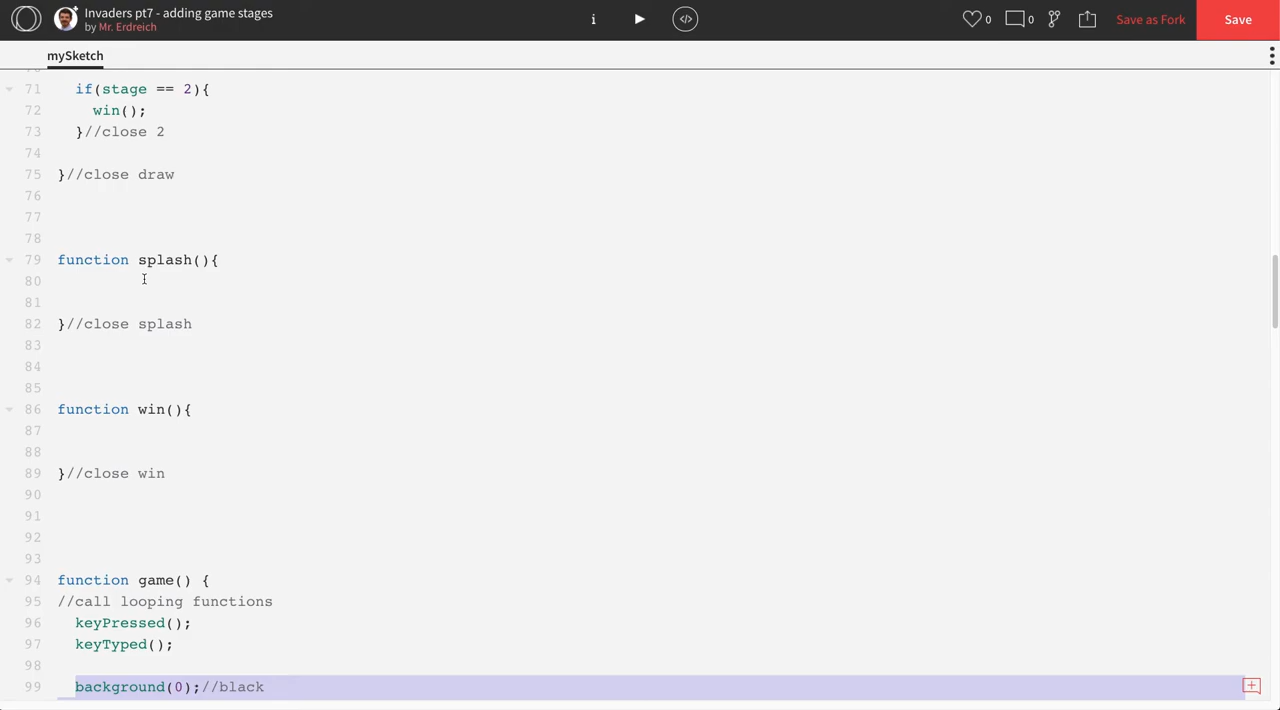 Invaders pt7 - adding game stages
by Mr. Erdreich
i
</>
0
0
Save as Fork
Save
mySketch
71 if(stage == 2){
72 win();
73 }//close 2
74
75 }//close draw
76
77
78
79 function splash(){
80
81
82 }//close splash
83
84
85
86 function win(){
87
88
89 }//close win
90
91
92
93
94 function game() {
95 //call looping functions
96 keyPressed();
97 keyTyped();
98
99 background(0);//black